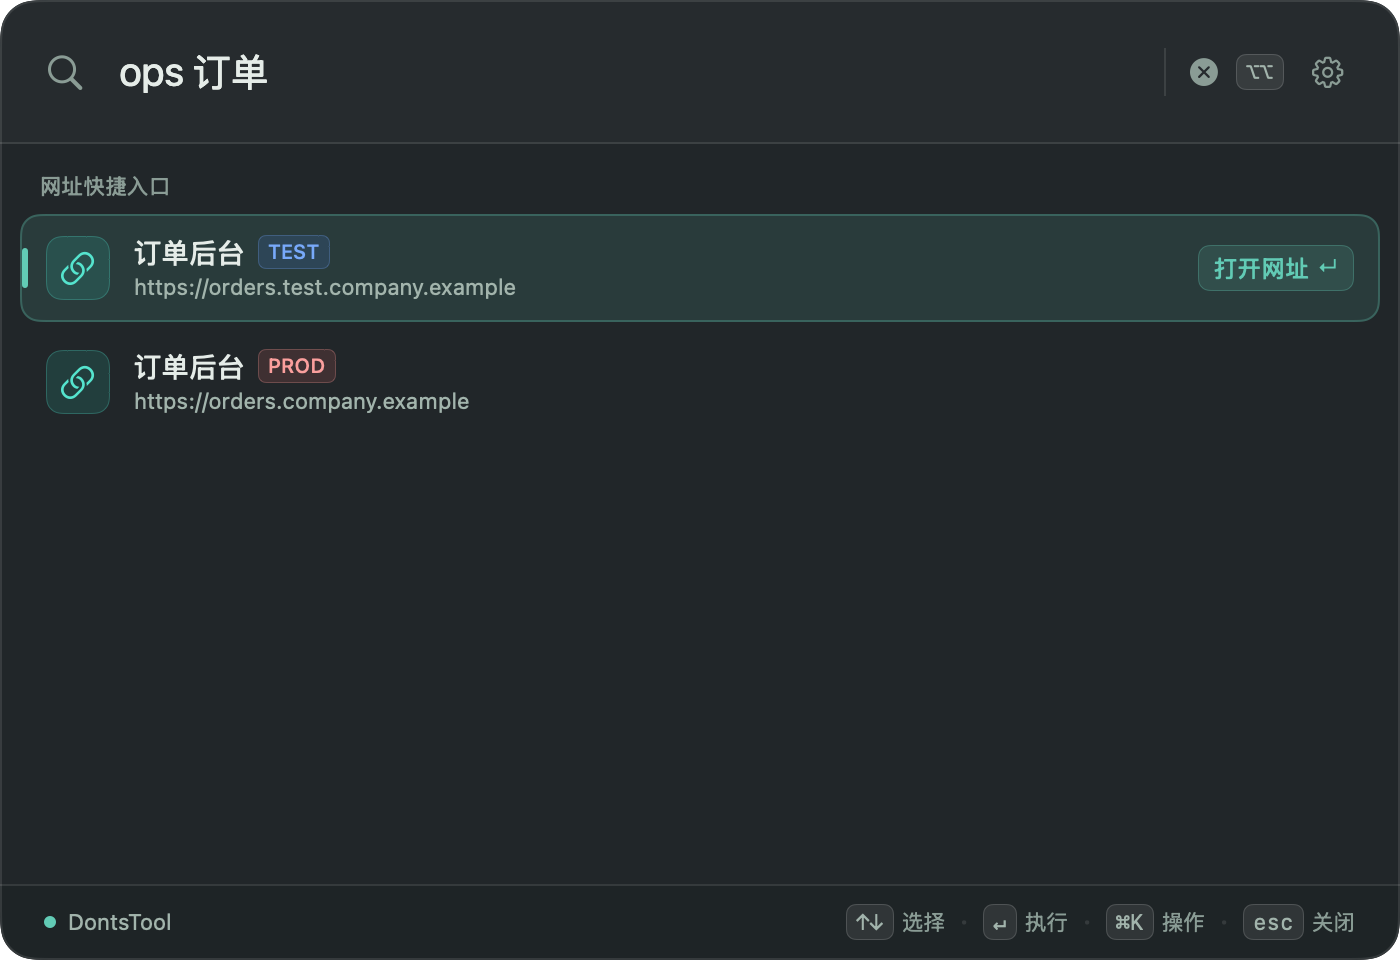 ops 订单
⌥⌥
网址快捷入口
订单后台 TEST
https://orders.test.company.example
打开网址 ↵
订单后台 PROD
https://orders.company.example
DontsTool
↑↓ 选择 · ↵ 执行 · ⌘K 操作 · esc 关闭